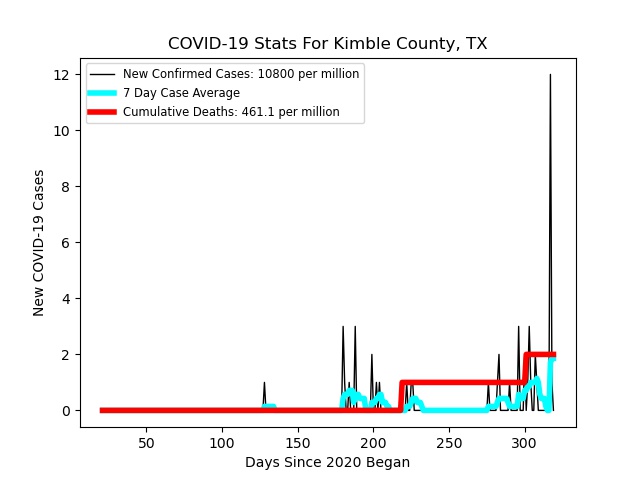 COVID-19 Stats For Kimble County, TX
New Confirmed Cases: 10800 per million
7 Day Case Average
Cumulative Deaths: 461.1 per million
12
10
8
6
4
2
0
New COVID-19 Cases
50 100 150 200 250 300
Days Since 2020 Began